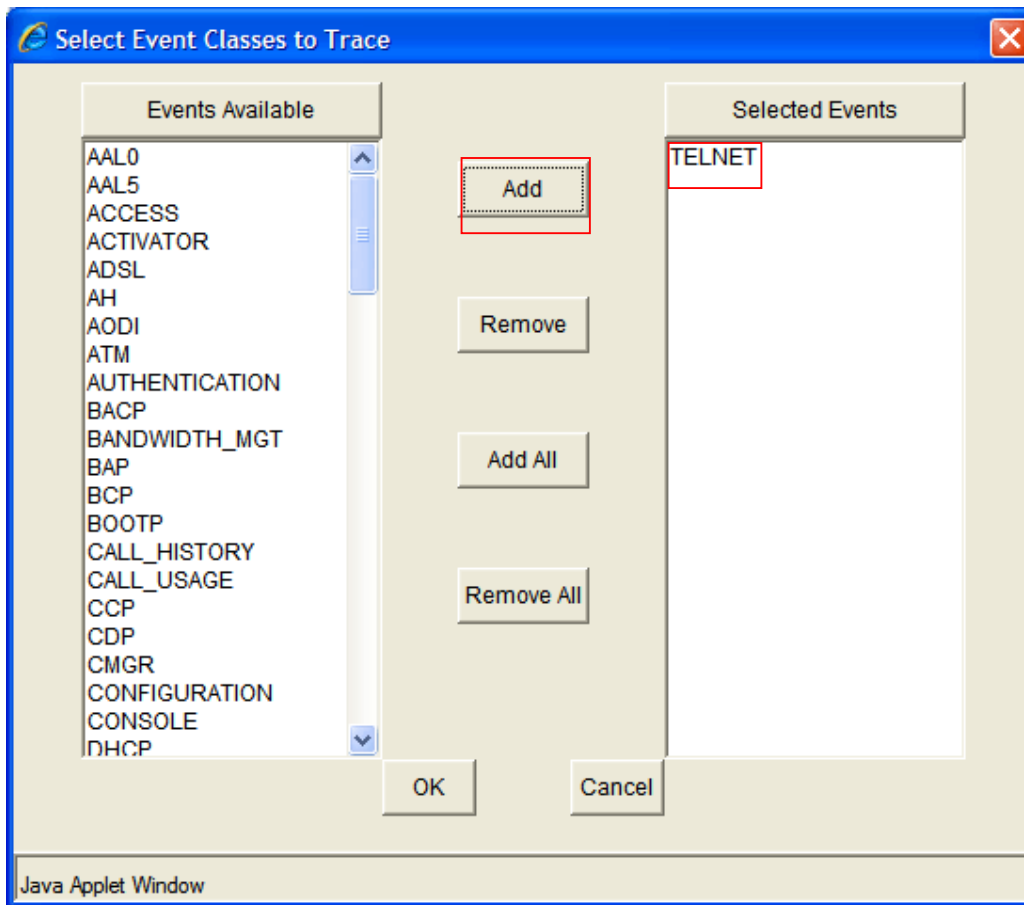 Select Event Classes to Trace
Events Available
AAL0
AAL5
ACCESS
ACTIVATOR
ADSL
AH
AODI
ATM
AUTHENTICATION
BACP
BANDWIDTH_MGT
BAP
BCP
BOOTP
CALL_HISTORY
CALL_USAGE
CCP
CDP
CMGR
CONFIGURATION
CONSOLE
DHCP
Add
Remove
Add All
Remove All
Selected Events
TELNET
OK
Cancel
Java Applet Window